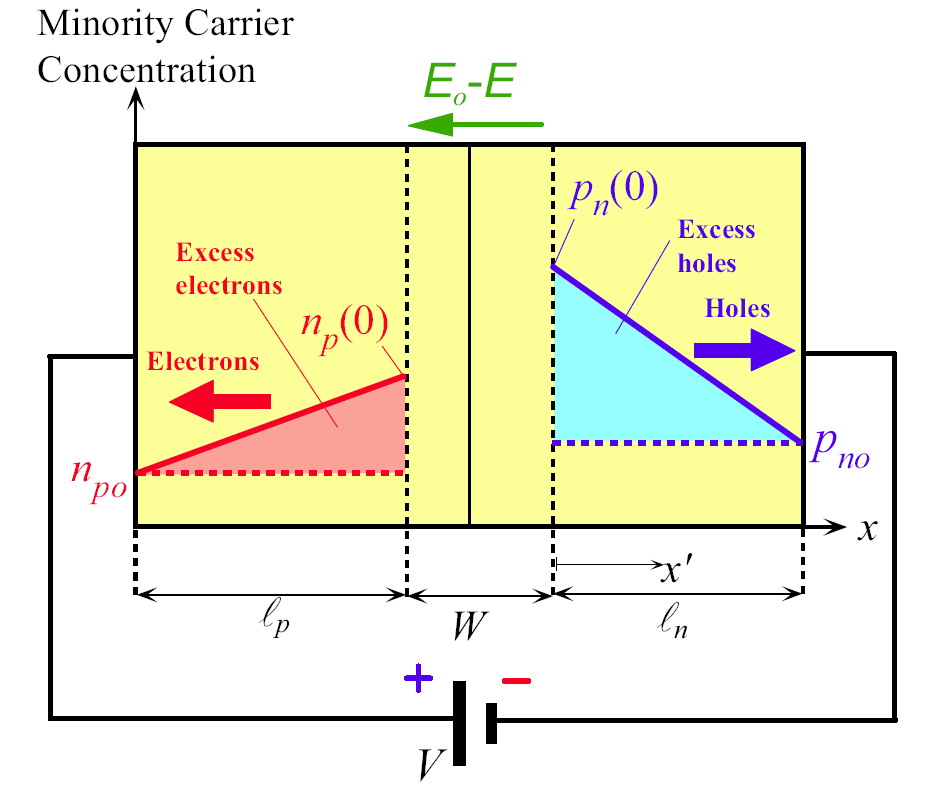 Minority Carrier
Concentration
Eo-E
pn(0)
Excess
holes
Excess
electrons
np(0)
Holes
Electrons
npo
pno
x
x′
ℓp
W
ℓn
+
−
V